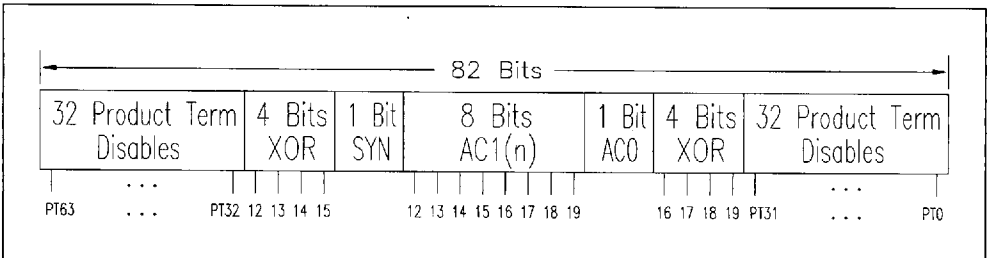 82 Bits
32 Product Term Disables
4 Bits XOR
1 Bit SYN
8 Bits AC1(n)
1 Bit AC0
4 Bits XOR
32 Product Term Disables
PT63 ... PT32 12 13 14 15 12 13 14 15 16 17 18 19 16 17 18 19 PT31 ... PT0